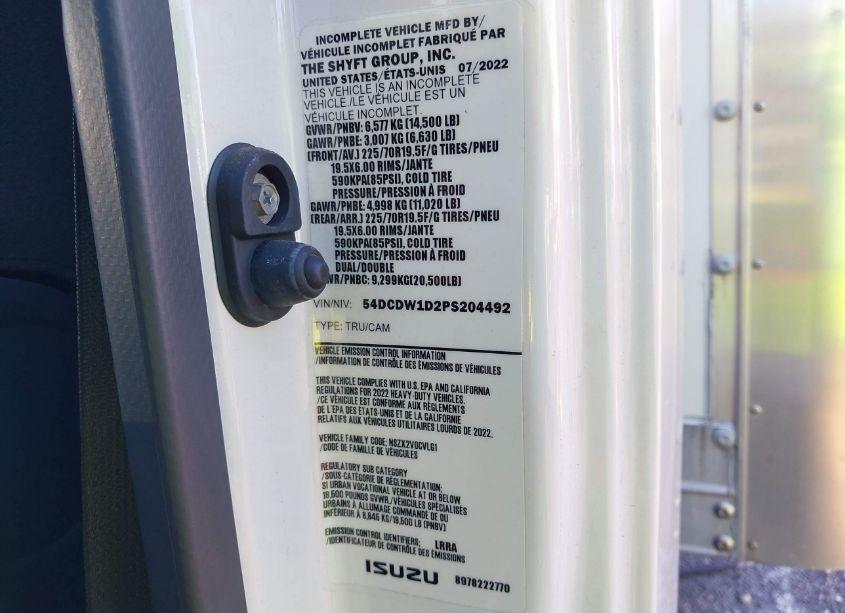 INCOMPLETE VEHICLE MFD BY/
VÉHICULE INCOMPLET FABRIQUÉ PAR
THE SHYFT GROUP, INC.
UNITED STATES/ÉTATS-UNIS 07/2022
THIS VEHICLE IS AN INCOMPLETE
VEHICLE./LE VÉHICULE EST UN
VÉHICULE INCOMPLET.
GVWR/PNBV: 6,577 KG (14,500 LB)
GAWR/PNBE: 3,007 KG (6,630 LB)
(FRONT/AV.) 225/70R19.5F/G TIRES/PNEU
19.5X6.00 RIMS/JANTE
590KPA(85PSI), COLD TIRE
PRESSURE/PRESSION À FROID
GAWR/PNBE: 4,998 KG (11,020 LB)
(REAR/ARR.) 225/70R19.5F/G TIRES/PNEU
19.5X6.00 RIMS/JANTE
590KPA(85PSI), COLD TIRE
PRESSURE/PRESSION À FROID
DUAL/DOUBLE
WR/PNBC: 9,299KG(20,500LB)
VIN/NIV: 54DCDW1D2PS204492
TYPE: TRU/CAM
VEHICLE EMISSION CONTROL INFORMATION
/INFORMATION DE CONTRÔLE DES ÉMISSIONS DE VÉHICULES
THIS VEHICLE COMPLIES WITH U.S. EPA AND CALIFORNIA
REGULATIONS FOR 2022 HEAVY-DUTY VEHICLES.
/CE VÉHICULE EST CONFORME AUX RÈGLEMENTS
DE L'EPA DES ÉTATS-UNIS ET DE LA CALIFORNIE
RELATIFS AUX VÉHICULES UTILITAIRES LOURDS DE 2022.
VEHICLE FAMILY CODE: NSZX2VOCVLG1
/CODE DE FAMILLE DE VÉHICULES
REGULATORY SUB CATEGORY
/SOUS-CATÉGORIE DE RÉGLEMENTATION:
SI URBAN VOCATIONAL VEHICLE AT OR BELOW
19,500 POUNDS GVWR./VÉHICULES SPÉCIALISÉS
URBAINS À ALLUMAGE COMMANDÉ DE OU
INFÉRIEUR À 8,845 KG/19,500 LB (PNBV)
EMISSION CONTROL IDENTIFIERS: LRRA
/IDENTIFICATEUR DE CONTRÔLE DES ÉMISSIONS
ISUZU 8978222770